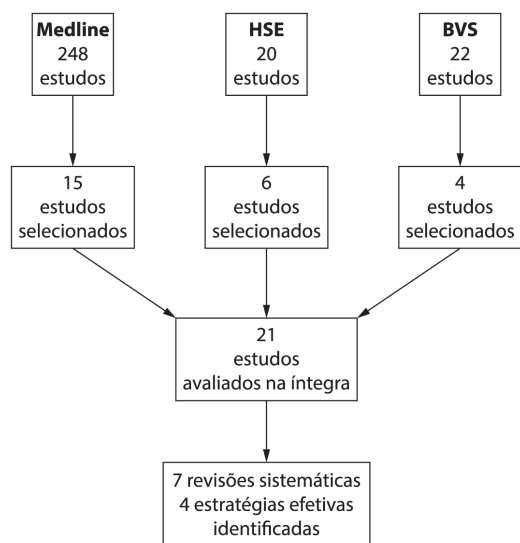 Medline
248
estudos
HSE
20
estudos
BVS
22
estudos
15
estudos
selecionados
6
estudos
selecionados
4
estudos
selecionados
21
estudos
avaliados na íntegra
7 revisões sistemáticas
4 estratégias efetivas
identificadas